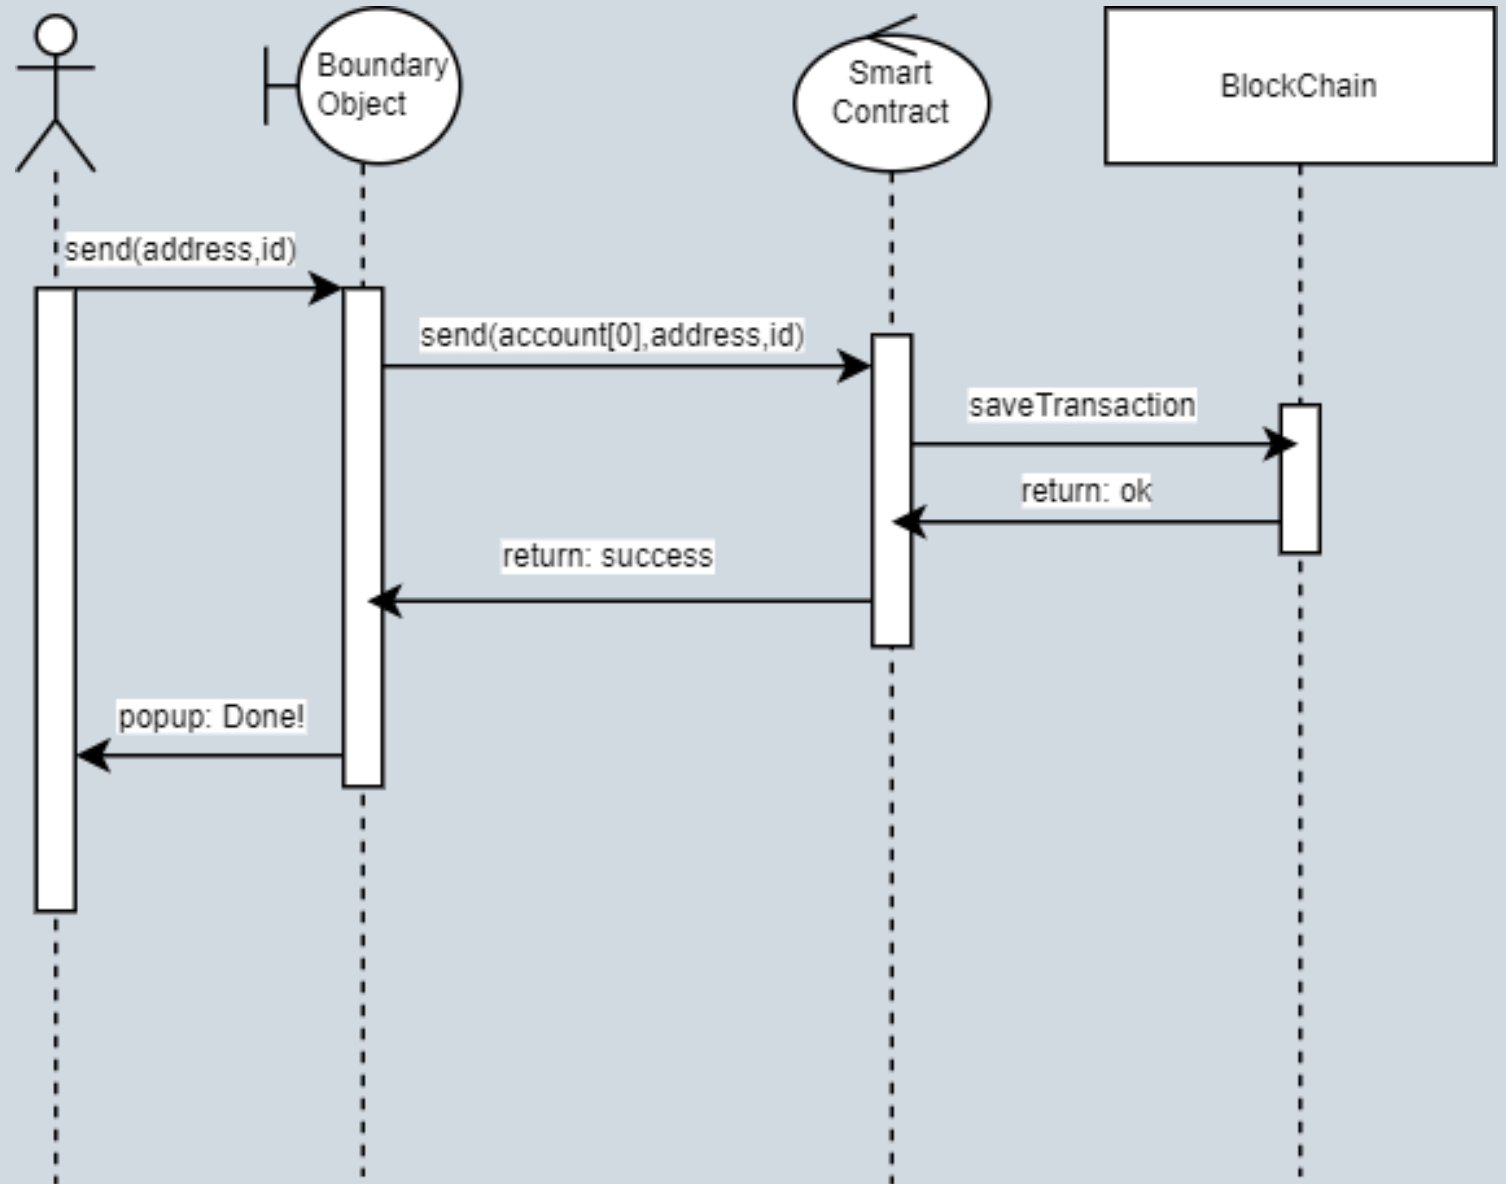 Boundary
Object
Smart
Contract
BlockChain
send(address,id)
send(account[0],address,id)
saveTransaction
return: ok
return: success
popup: Done!